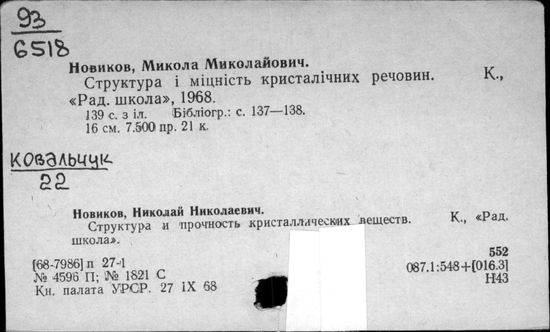 93
6518
Новиков, Микола Миколайович.
Структура і міцність кристалічних речовин. К.,
«Рад. школа», 1968.
139 с. з іл. Бібліогр.: с. 137—138.
16 см. 7.500 пр. 21 к.
Ковальчук
22
Новиков, Николай Николаевич.
Структура и прочность кристаллических веществ. К., «Рад.
школа».
552
[68-7986] п 27-1
087.1:548+[016.3]
№ 4596 П; № 1821 С
Н43
Кн. палата УРСР. 27 IX 68